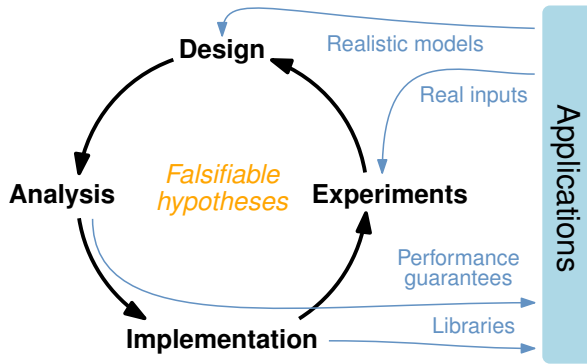 Design
Realistic models
Real inputs
Applications
Analysis
Falsifiable
hypotheses
Experiments
Performance
guarantees
Libraries
Implementation